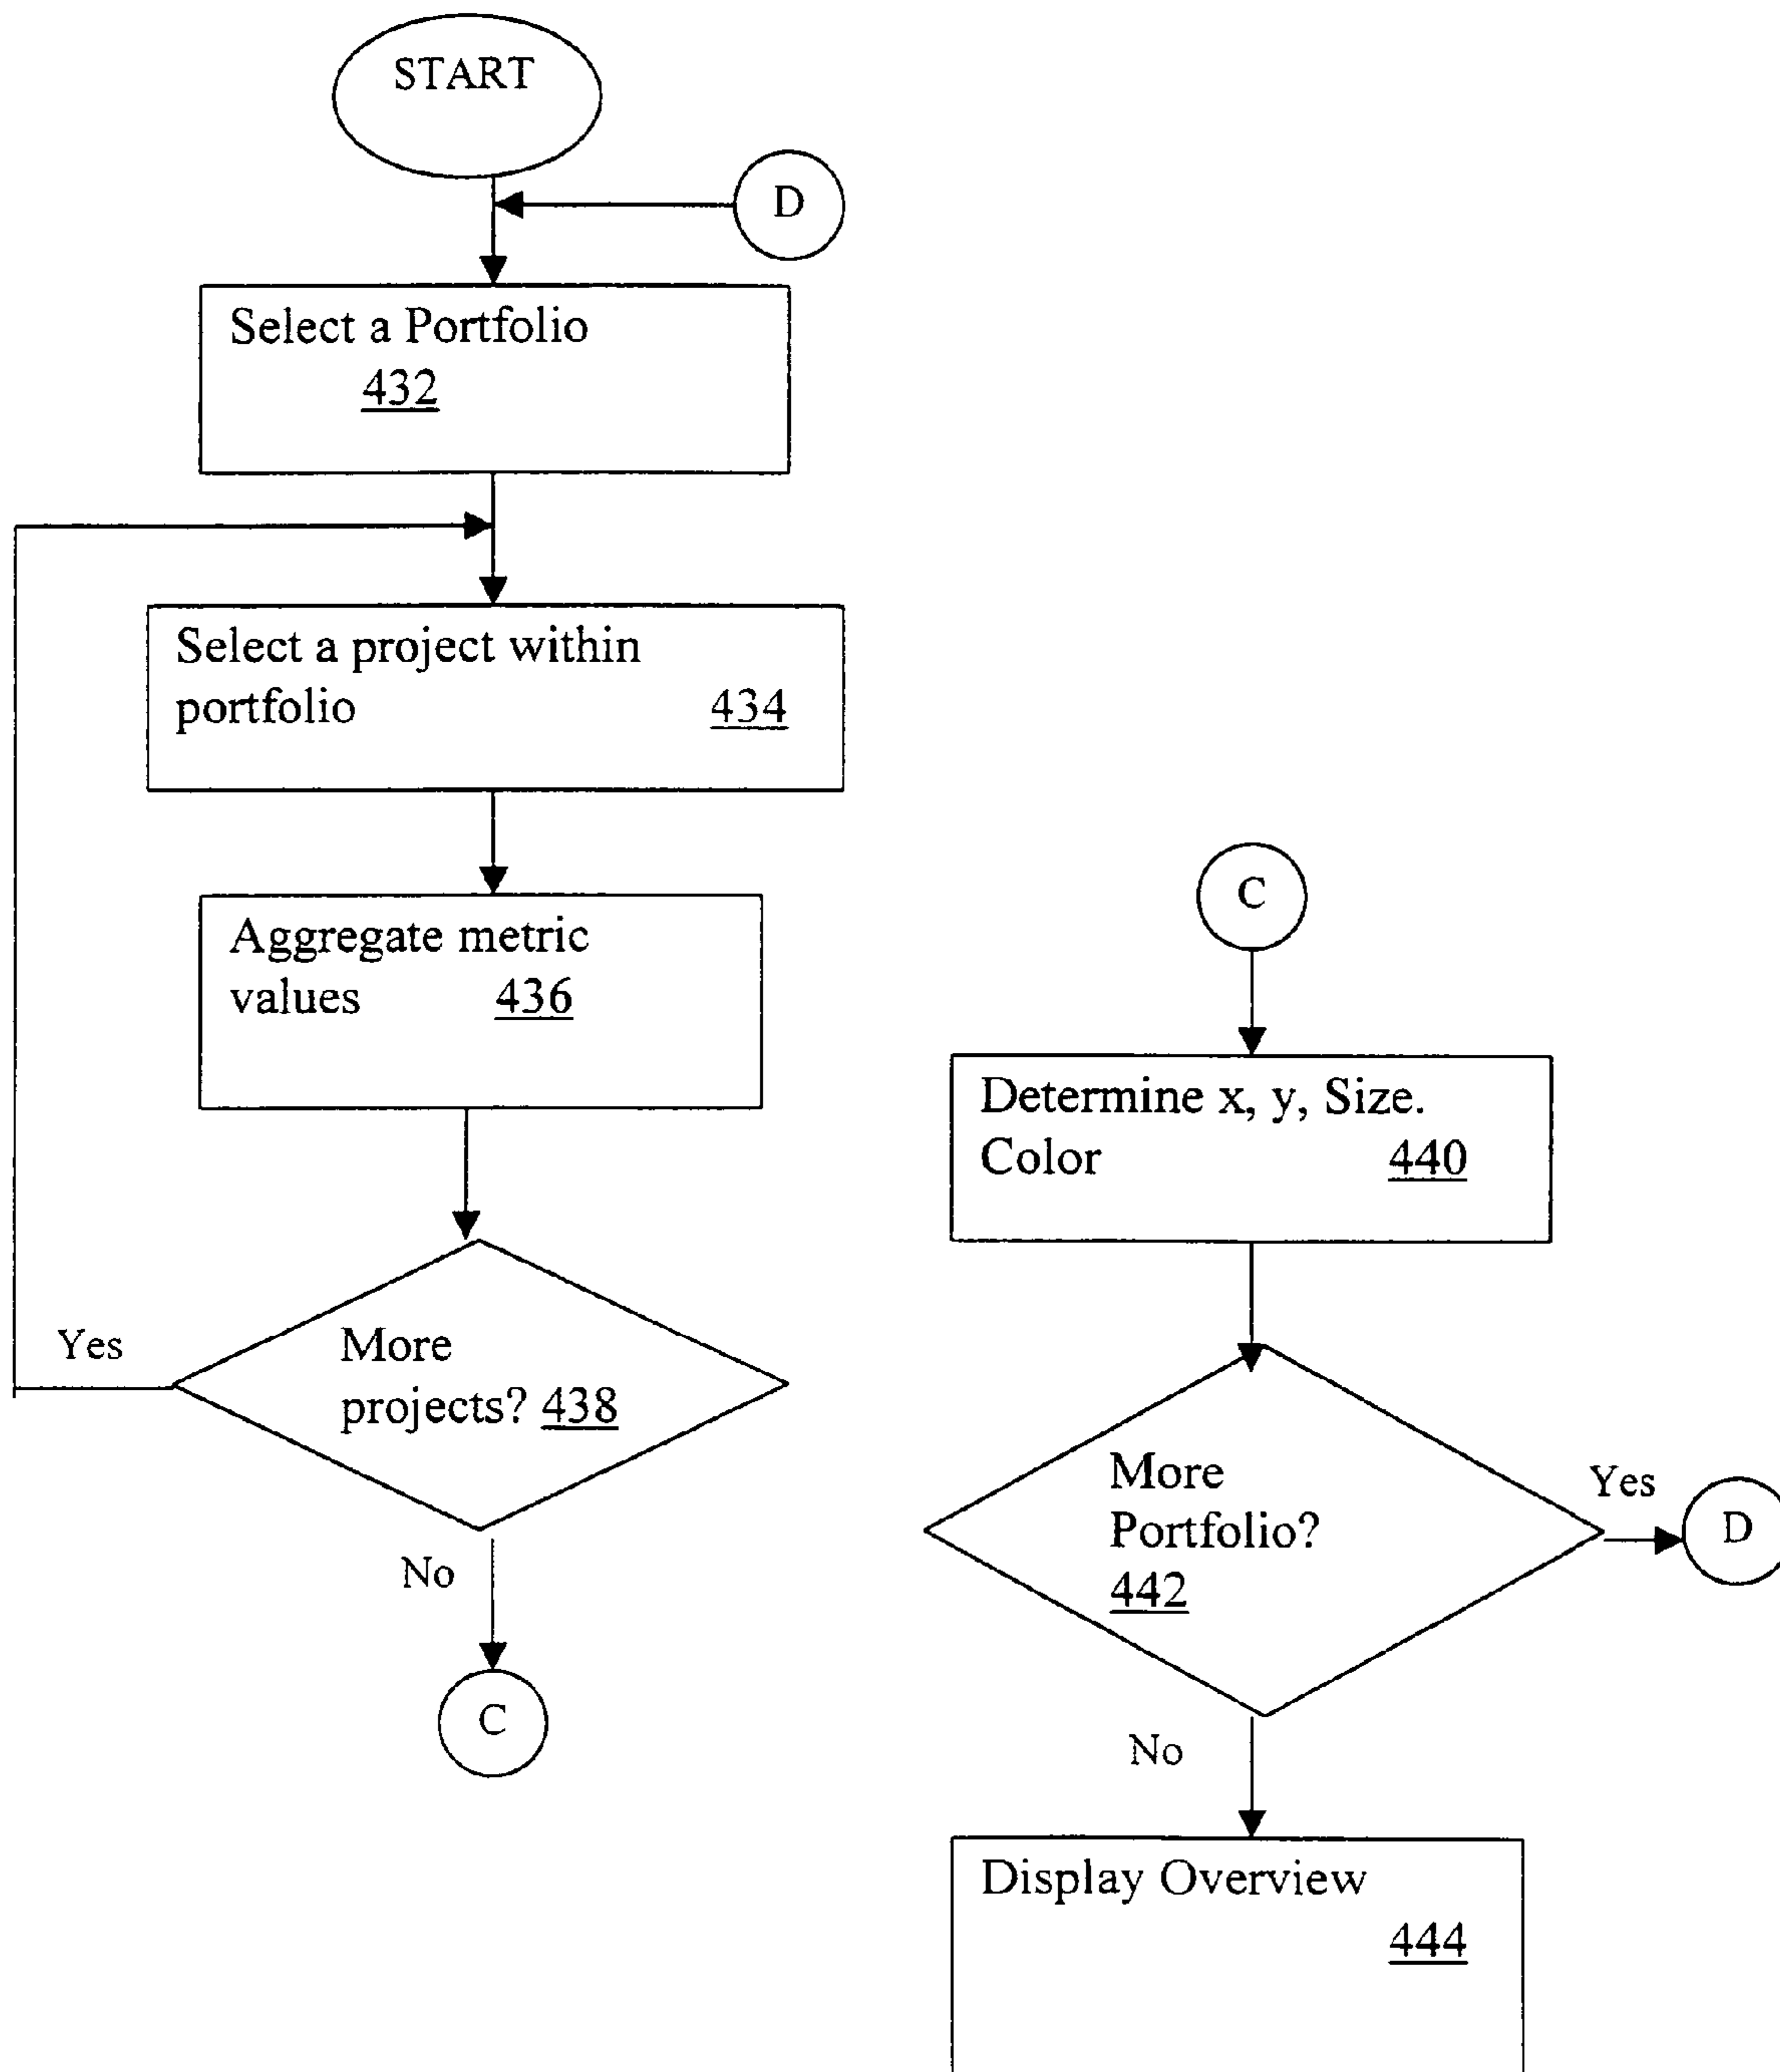 START
D
Select a Portfolio
432
Select a project within
portfolio 434
Aggregate metric
values 436
More
projects? 438
Yes
No
C
C
Determine x, y, Size.
Color 440
More
Portfolio?
442
Yes
D
No
Display Overview
444